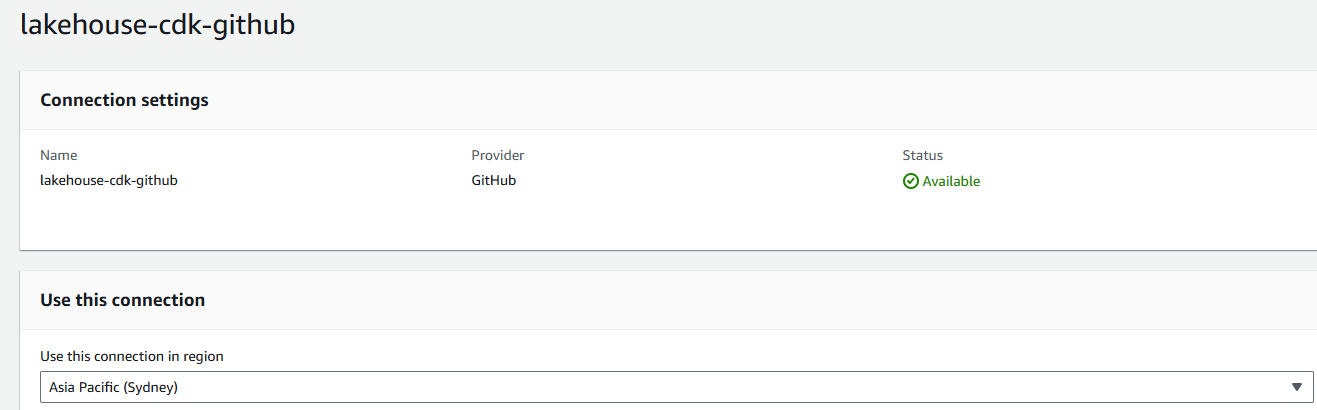 lakehouse-cdk-github
Connection settings
Name Provider Status
lakehouse-cdk-github GitHub Available
Use this connection
Use this connection in region
Asia Pacific (Sydney)